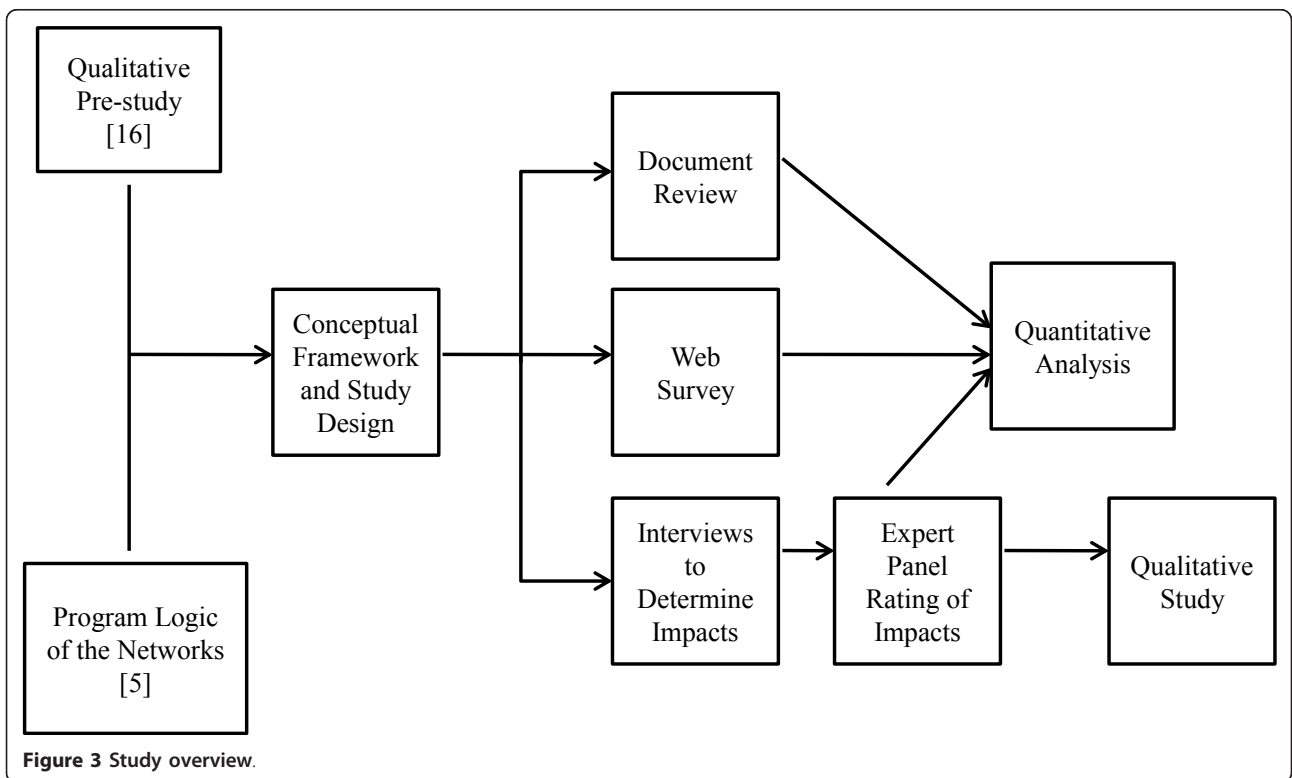 Qualitative
Pre-study
[16]
Program Logic
of the Networks
[5]
Conceptual
Framework
and Study
Design
Document
Review
Web
Survey
Interviews
to
Determine
Impacts
Expert
Panel
Rating of
Impacts
Quantitative
Analysis
Qualitative
Study
Figure 3 Study overview.